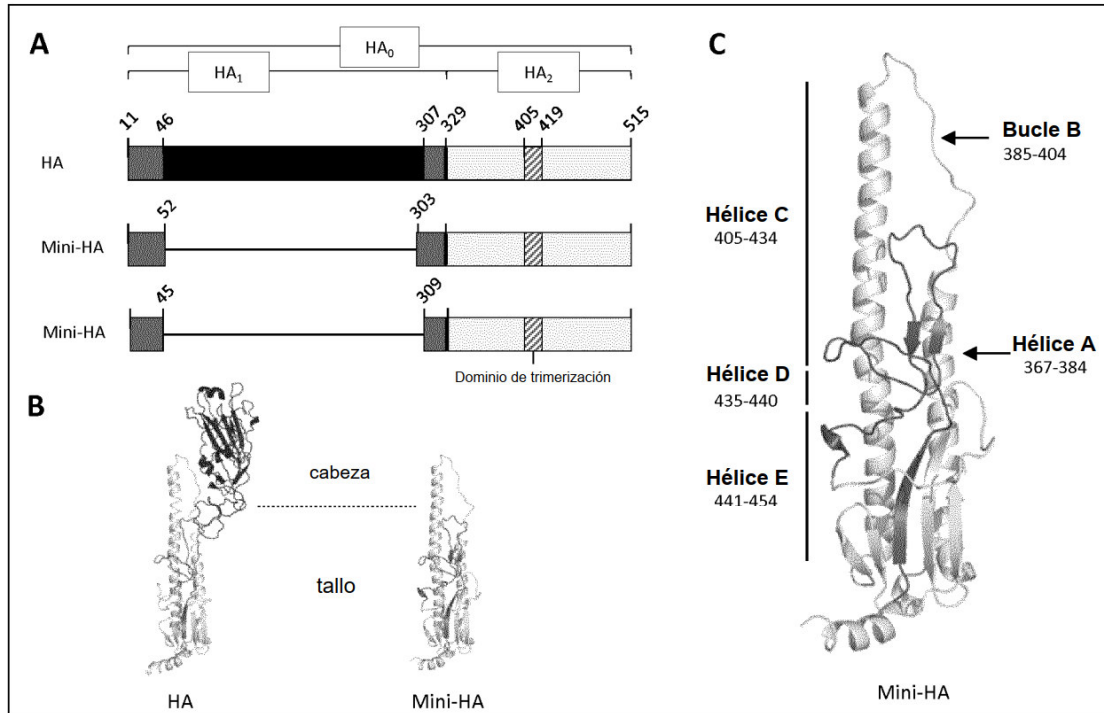 A
HA0
HA1
HA2
11 46 307 329 405 419 515
HA
52 303
Mini-HA
45 309
Mini-HA
Dominio de trimerización
B
cabeza
tallo
HA Mini-HA
C
Bucle B
385-404
Hélice C
405-434
Hélice A
367-384
Hélice D
435-440
Hélice E
441-454
Mini-HA